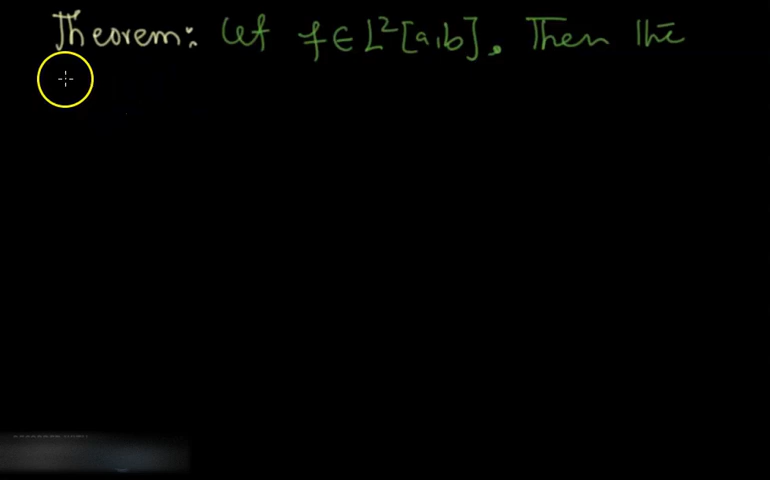 Theorem: Let f ∈ L²[a,b]. Then the